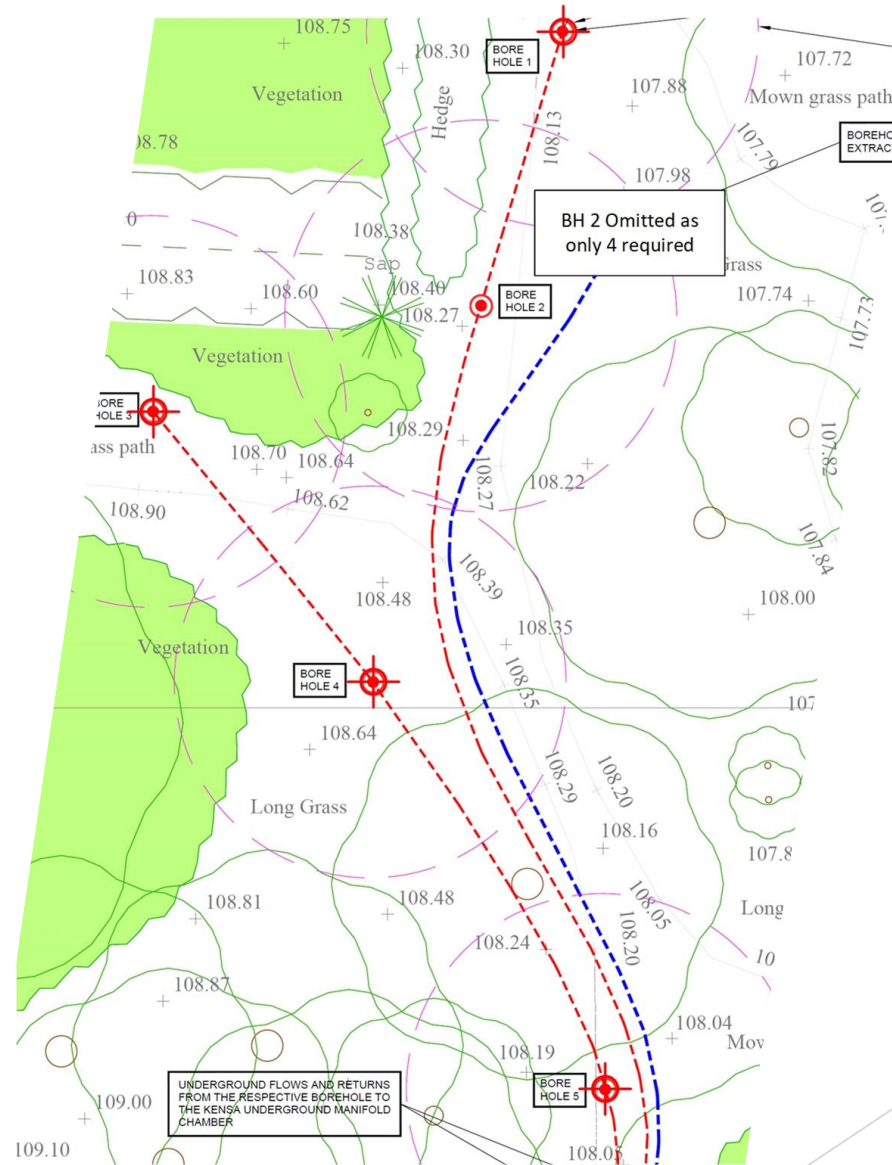 108.75
108.30
BORE
HOLE 1
107.72
Vegetation
Hedge
107.88
Mown grass path
108.13
107.79
BOREHO
EXTRACT
107.98
BH 2 Omitted as
only 4 required
108.38
Sap
108.83
108.60
108.40
108.27
BORE
HOLE 2
107.74
107.73
Vegetation
HOLE 3
ass path
108.29
108.70
108.64
108.62
108.27
108.22
107.82
108.90
107.84
108.39
108.48
108.00
108.35
Vegetation
BORE
HOLE 4
108.35
107
108.64
108.29
108.20
Long Grass
108.16
107.8
108.81
108.48
108.05
Long
108.24
108.20
10
108.87
108.04
Mov
108.19
BORE
HOLE 5
UNDERGROUND FLOWS AND RETURNS
FROM THE RESPECTIVE BOREHOLE TO
THE KENSA UNDERGROUND MANIFOLD
CHAMBER
109.00
109.10